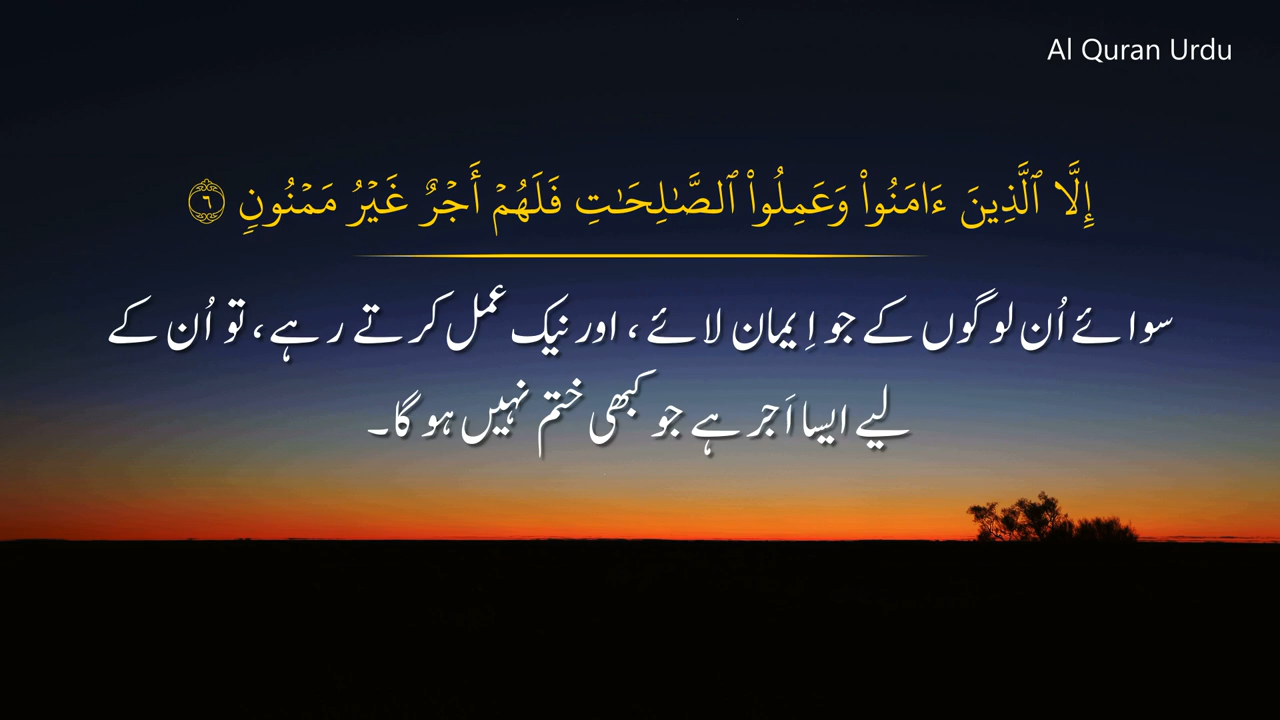 Al Quran Urdu
إِلَّا ٱلَّذِينَ ءَامَنُوا۟ وَعَمِلُوا۟ ٱلصَّـٰلِحَـٰتِ فَلَهُمْ أَجْرٌ غَيْرُ مَمْنُونٍ ٦
سوائے اُن لوگوں کے جو اِیمان لائے، اور نیک عمل کرتے رہے، تو اُن کے
لیے ایسا اَجر ہے جو کبھی ختم نہیں ہو گا۔